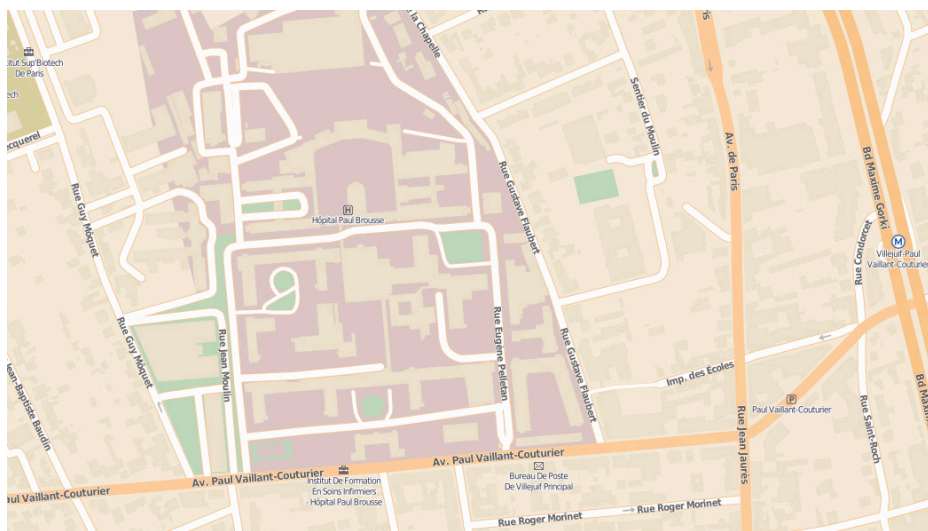 de la Chapelle
Paris
titut Sup'Biotech
De Paris
tech
ecquerel
Sentier du Moulin
Av. de Paris
Bd Maxime Gorki
Rue Guy Môquet
Rue Gustave Flaubert
H
Hôpital Paul Brousse
Rue Condorcet
M
Villejuif-Paul
Vaillant-Couturier
Rue Guy Môquet
Rue Jean Moulin
Rue Eugène Pelletan
Rue Gustave Flaubert
Imp. des Écoles
Jean-Baptiste Baudin
Bd Maxime
P
Paul Vaillant-Couturier
Rue Jean Jaurès
Rue Saint-Roch
Av. Paul Vaillant-Couturier
Av. Paul Vaillant-Couturier
Paul Vaillant-Couturier
Institut De Formation
En Soins Infirmiers
- Hôpital Paul Brousse
Bureau De Poste
De Villejuif Principal
Rue Roger Morinet
Rue Roger Morinet